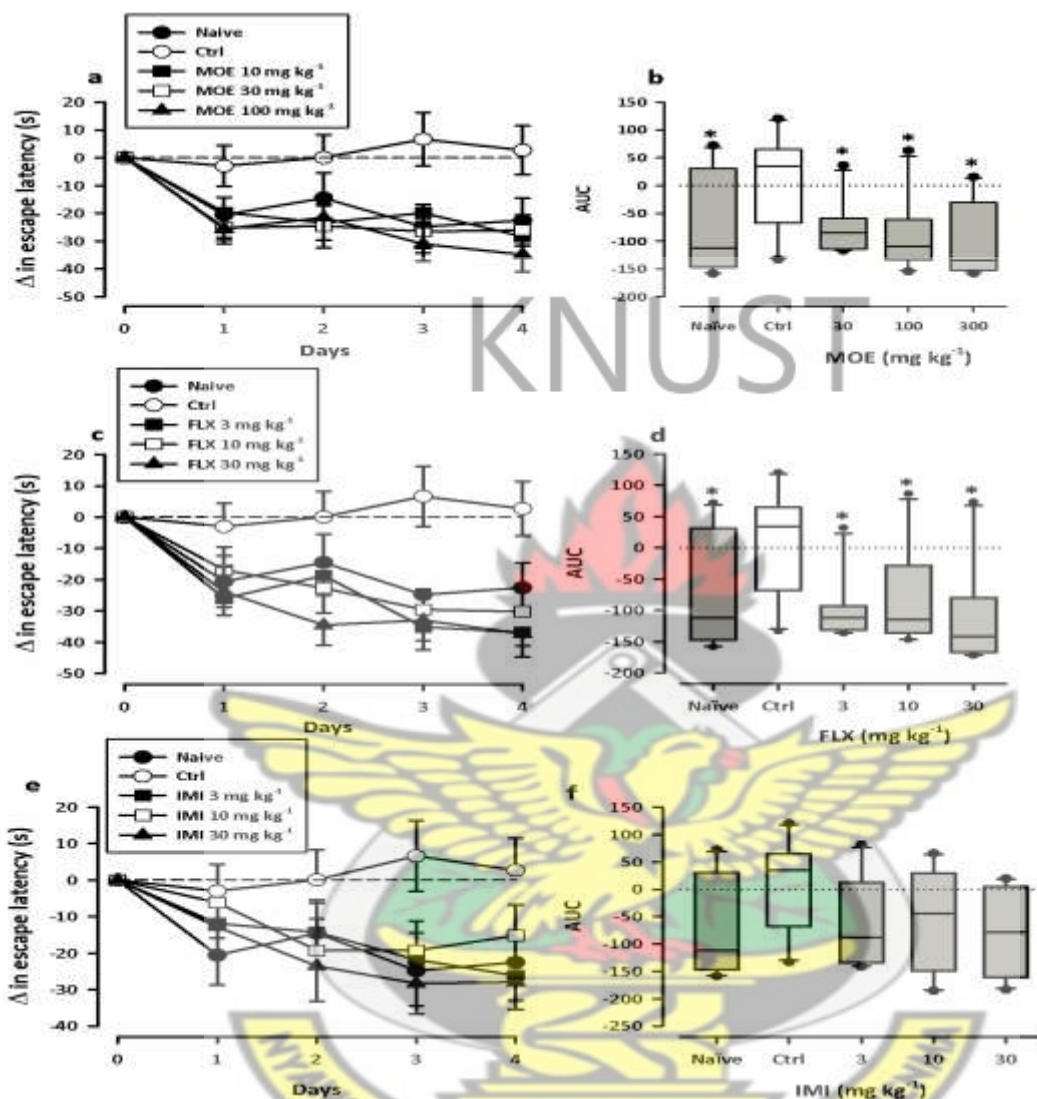 Naive
Ctrl
MOE 10 mg kg⁻¹
MOE 30 mg kg⁻¹
MOE 100 mg kg⁻¹
a
b
20
10
0
-10
-20
-30
-40
-50
Δ in escape latency (s)
0 1 2 3 4
Days
150
100
50
0
-50
-100
-150
-200
AUC
* * * *
Naïve Ctrl 30 100 300
MOE (mg kg⁻¹)
KNUST
Naive
Ctrl
FLX 3 mg kg⁻¹
FLX 10 mg kg⁻¹
FLX 30 mg kg⁻¹
c
d
20
10
0
-10
-20
-30
-40
-50
Δ in escape latency (s)
0 1 2 3 4
Days
150
100
50
0
-50
-100
-150
-200
AUC
* * * *
Naïve Ctrl 3 10 30
FLX (mg kg⁻¹)
Naive
Ctrl
IMI 3 mg kg⁻¹
IMI 10 mg kg⁻¹
IMI 30 mg kg⁻¹
e
f
20
10
0
-10
-20
-30
-40
Δ in escape latency (s)
0 1 2 3 4
Days
150
100
50
0
-50
-100
-150
-200
-250
AUC
Naïve Ctrl 3 10 30
IMI (mg kg⁻¹)